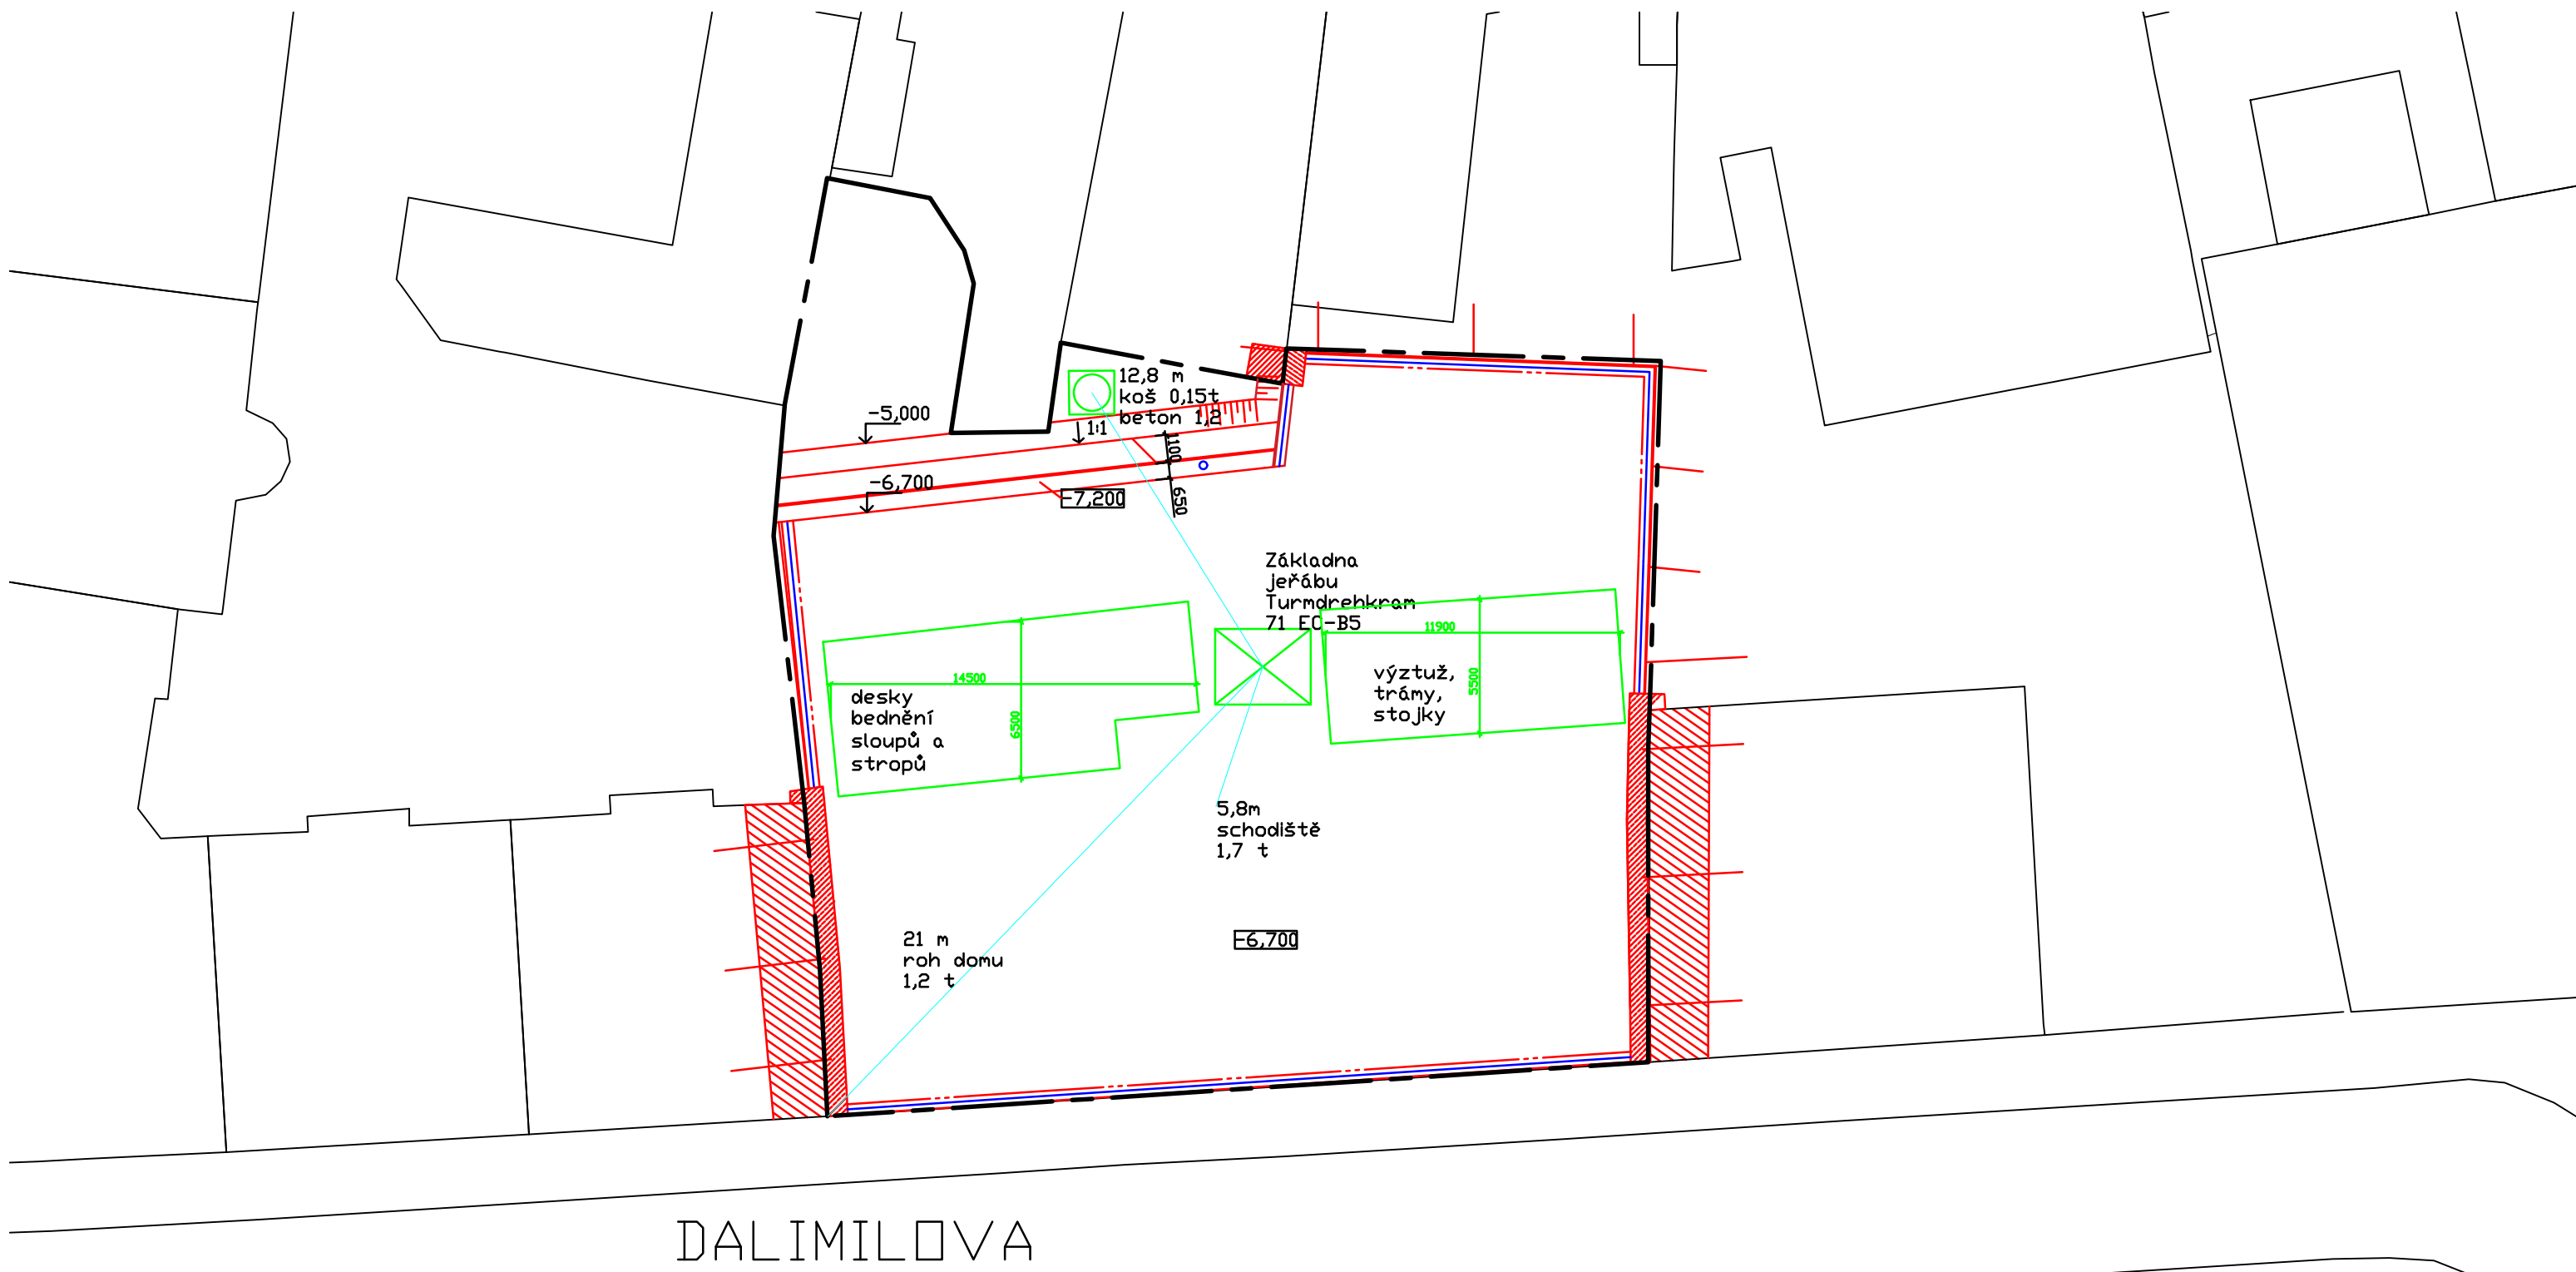 12,8 m
koš 0,15t
beton 1,2
-5,000
1:1
1100
-6,700
-7,200
650
Základna
jeřábu
Turmdrehkram
71 EC-B5
11900
výztuž,
trámy,
stojky
5500
14500
desky
bednění
sloupů a
stropů
6500
5,8m
schodiště
1,7 t
21 m
roh domu
1,2 t
-6,700
DALIMILOVA